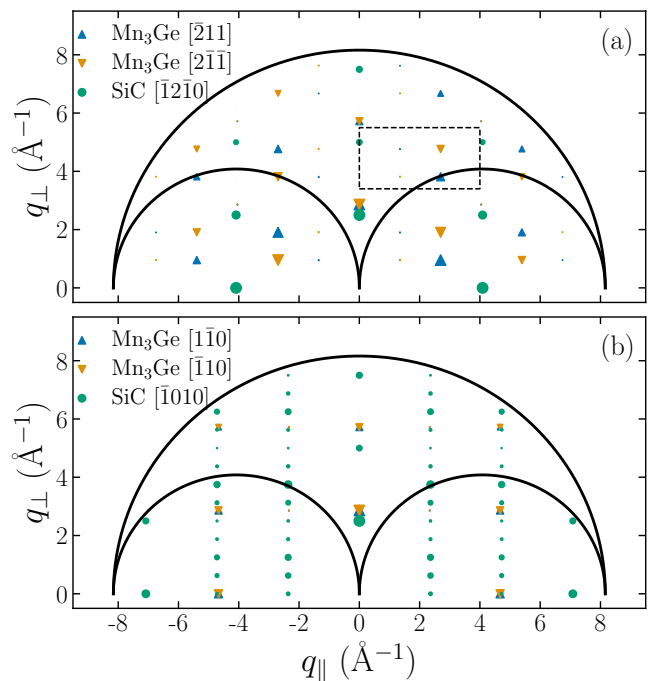 Mn₃Ge [2̄11]
(a)
Mn₃Ge [21̄1̄]
SiC [1̄21̄0]
8
6
4
2
0
q⊥ (Å⁻¹)
Mn₃Ge [11̄0]
(b)
Mn₃Ge [1̄10]
SiC [1̄010]
8
6
4
2
0
q⊥ (Å⁻¹)
-8 -6 -4 -2 0 2 4 6 8
q∥ (Å⁻¹)